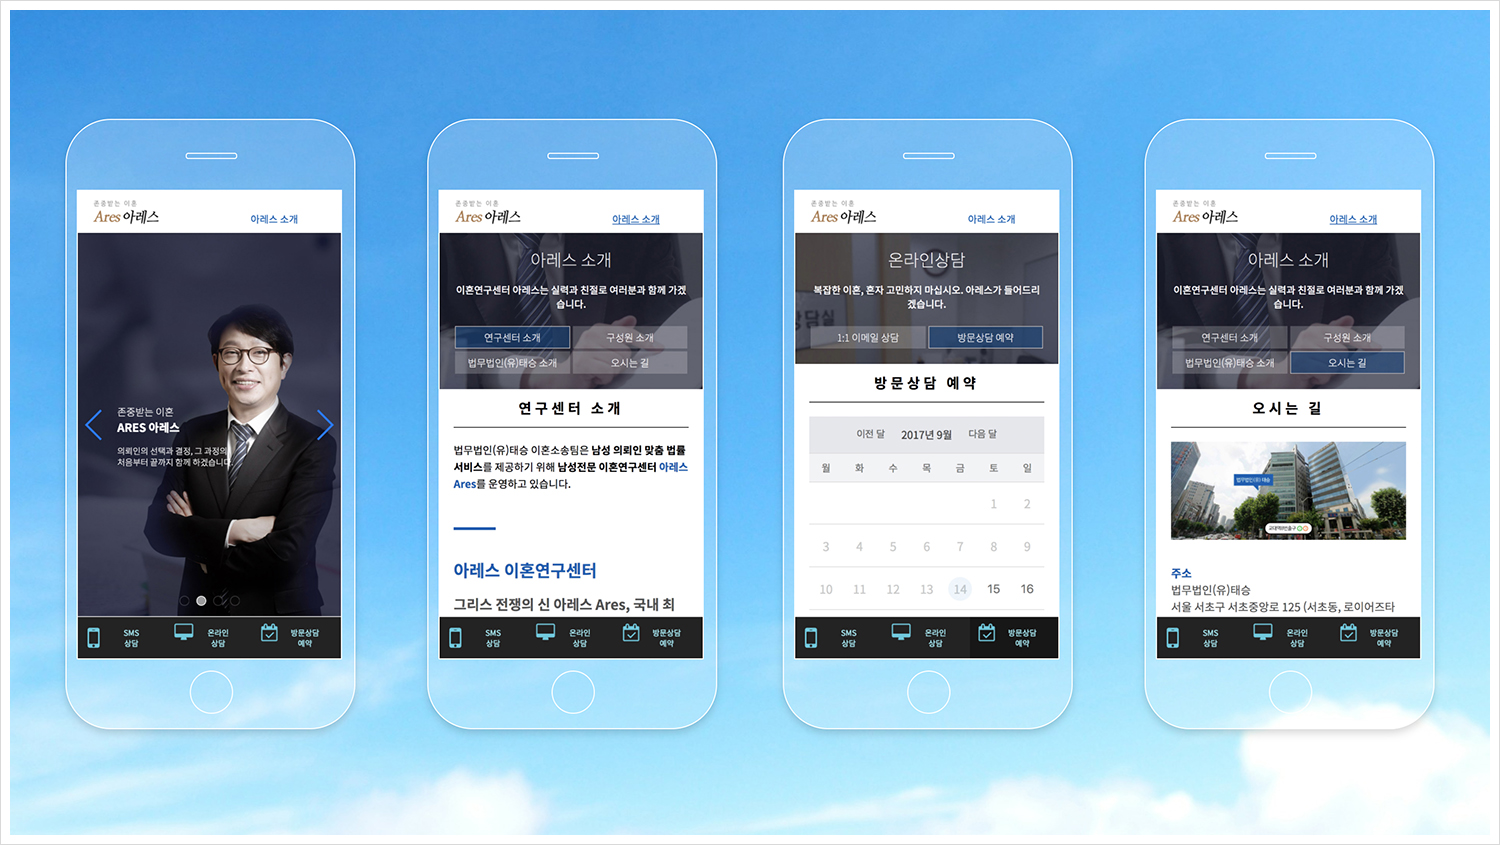 존중받는 이혼
Ares 아레스
아레스 소개
존중받는 이혼
ARES 아레스
의뢰인의 선택과 결정, 그 과정의
처음부터 끝까지 함께 하겠습니다.
SMS
상담
온라인
상담
방문상담
예약
존중받는 이혼
Ares 아레스
아레스 소개
아레스 소개
이혼연구센터 아레스는 실력과 친절로 여러분과 함께 가겠
습니다.
연구센터 소개
구성원 소개
법무법인(유)태승 소개
오시는 길
연구센터 소개
법무법인(유)태승 이혼소송팀은 남성 의뢰인 맞춤 법률
서비스를 제공하기 위해 남성전문 이혼연구센터 아레스
Ares를 운영하고 있습니다.
아레스 이혼연구센터
그리스 전쟁의 신 아레스 Ares, 국내 최
SMS
상담
온라인
상담
방문상담
예약
존중받는 이혼
Ares 아레스
아레스 소개
온라인상담
복잡한 이혼, 혼자 고민하지 마십시오. 아레스가 들어드리
겠습니다.
담실
1:1 이메일 상담
방문상담 예약
방문상담 예약
이전 달 2017년 9월 다음 달
월 화 수 목 금 토 일
1 2
3 4 5 6 7 8 9
10 11 12 13 14 15 16
SMS
상담
온라인
상담
방문상담
예약
존중받는 이혼
Ares 아레스
아레스 소개
아레스 소개
이혼연구센터 아레스는 실력과 친절로 여러분과 함께 가겠
습니다.
연구센터 소개
구성원 소개
법무법인(유)태승 소개
오시는 길
오시는 길
법무법인(유)태승
주소
법무법인(유)태승
서울 서초구 서초중앙로 125 (서초동, 로이어즈타
SMS
상담
온라인
상담
방문상담
예약